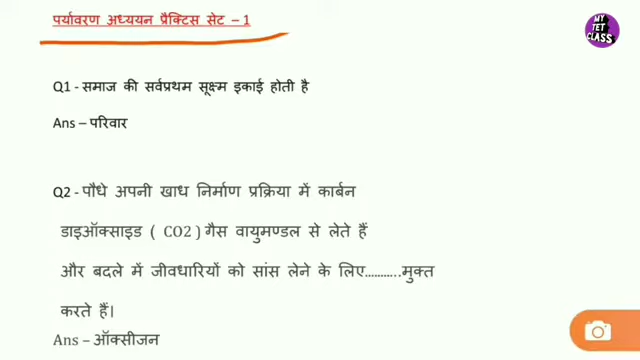 पर्यावरण अध्ययन प्रैक्टिस सेट – 1
MY
TET
CLASS
Q1 - समाज की सर्वप्रथम सूक्ष्म इकाई होती है
Ans – परिवार
Q2 - पौधे अपनी खाध निर्माण प्रक्रिया में कार्बन
डाइऑक्साइड ( CO2 ) गैस वायुमण्डल से लेते हैं
और बदले में जीवधारियों को सांस लेने के लिए………..मुक्त
करते हैं।
Ans – ऑक्सीजन